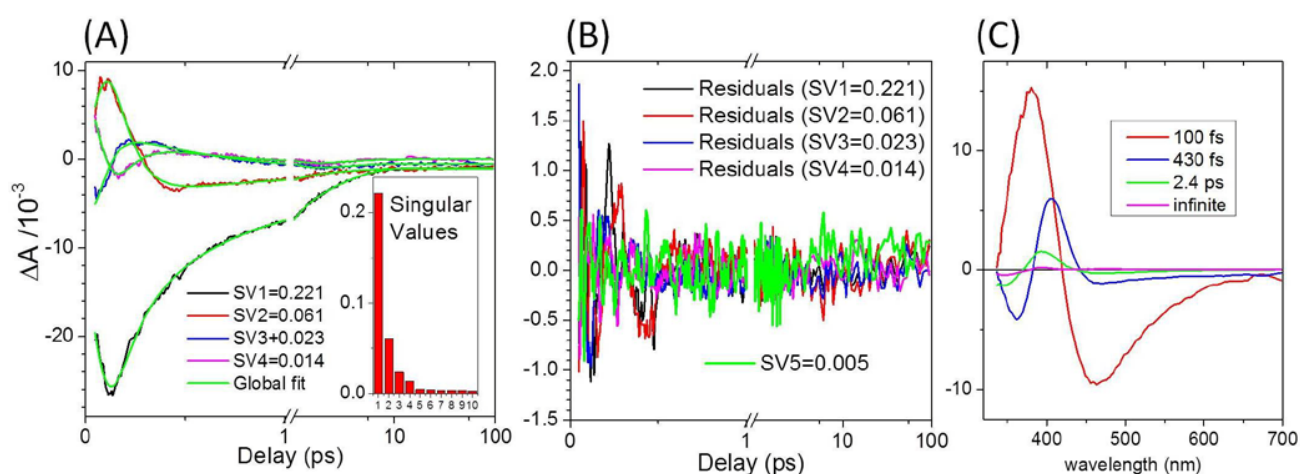 (A)
10
0
-10
-20
ΔA /10⁻³
0
1
10
100
Delay (ps)
SV1=0.221
SV2=0.061
SV3+0.023
SV4=0.014
Global fit
Singular
Values
0.2
0.1
0.0
1 2 3 4 5 6 7 8 9 10
(B)
2.0
1.5
1.0
0.5
0.0
-0.5
-1.0
-1.5
Residuals (SV1=0.221)
Residuals (SV2=0.061)
Residuals (SV3=0.023)
Residuals (SV4=0.014)
SV5=0.005
0
1
10
100
Delay (ps)
(C)
10
0
-10
100 fs
430 fs
2.4 ps
infinite
400
500
600
700
wavelength (nm)